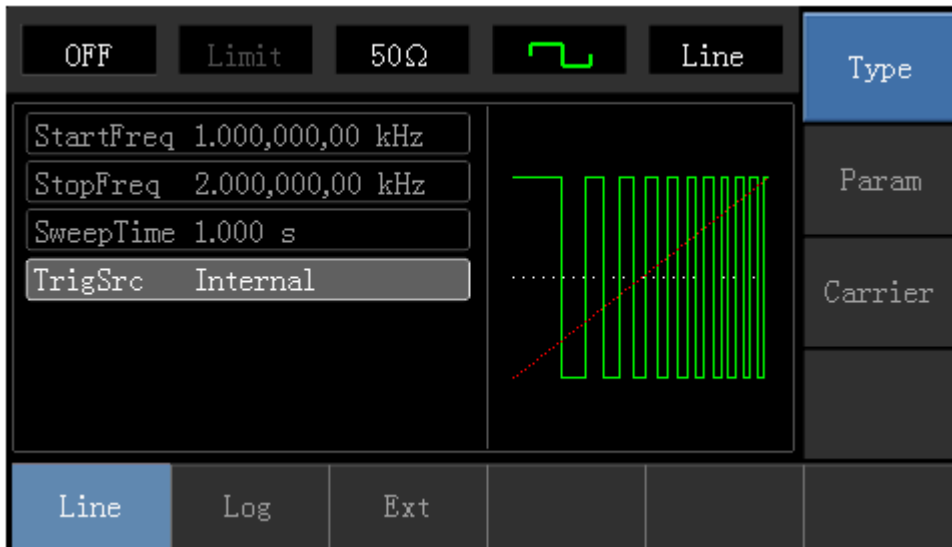 OFF Limit 50Ω Line
Type
StartFreq 1.000,000,00 kHz
StopFreq 2.000,000,00 kHz
SweepTime 1.000 s
TrigSrc Internal
Param
Carrier
Line Log Ext